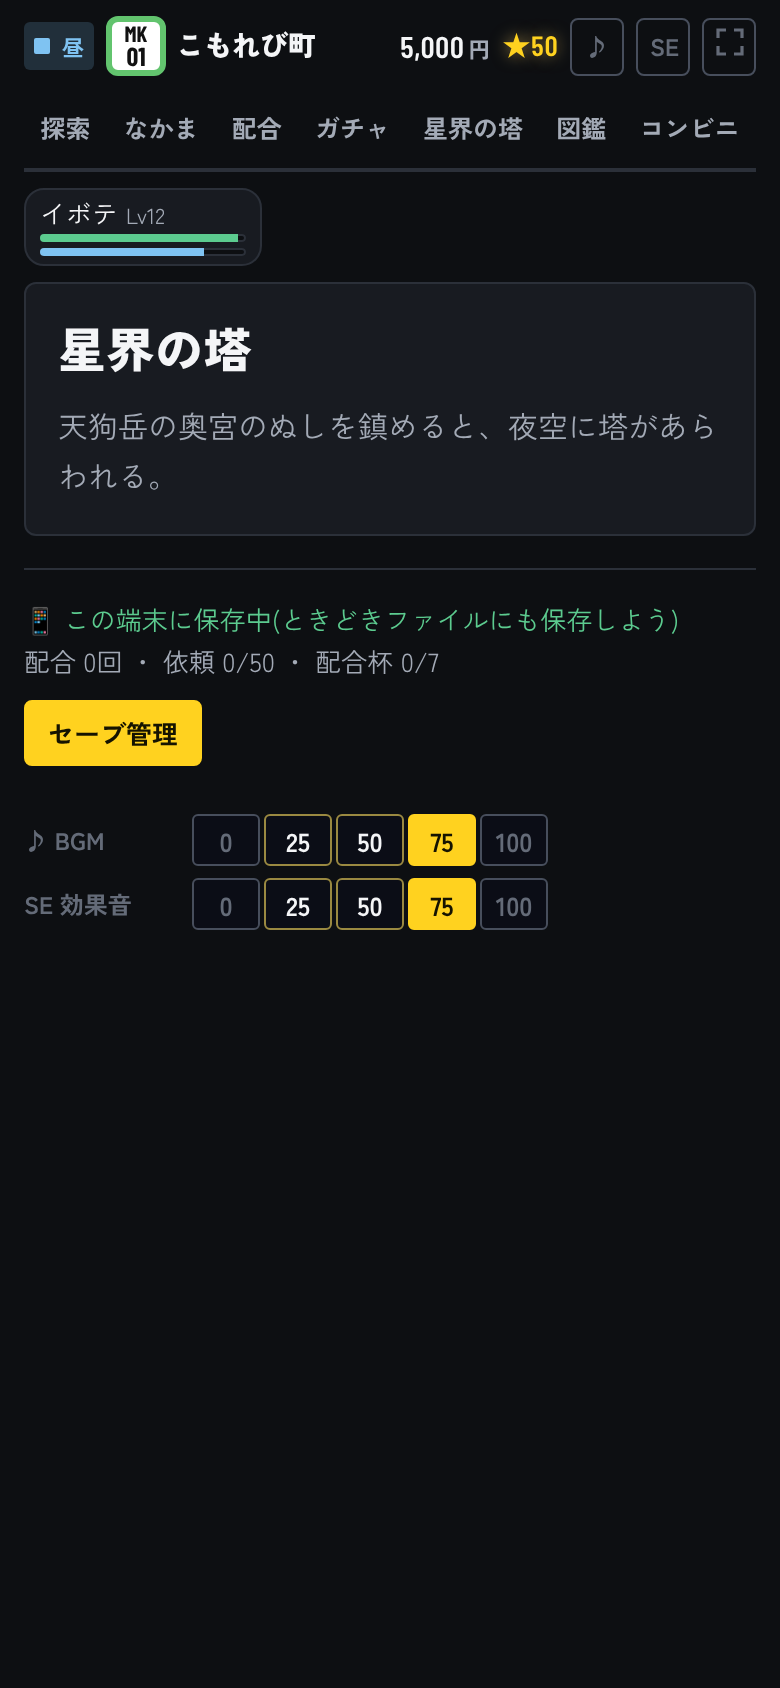 昼 MK 01 こもれび町 5,000 円 ★50 ♪ SE
探索 なかま 配合 ガチャ 星界の塔 図鑑 コンビニ
イボテ Lv12
星界の塔
天狗岳の奥宮のぬしを鎮めると、夜空に塔があら
われる。
この端末に保存中(ときどきファイルにも保存しよう)
配合 0回 ・ 依頼 0/50 ・ 配合杯 0/7
セーブ管理
♪ BGM 0 25 50 75 100
SE 効果音 0 25 50 75 100